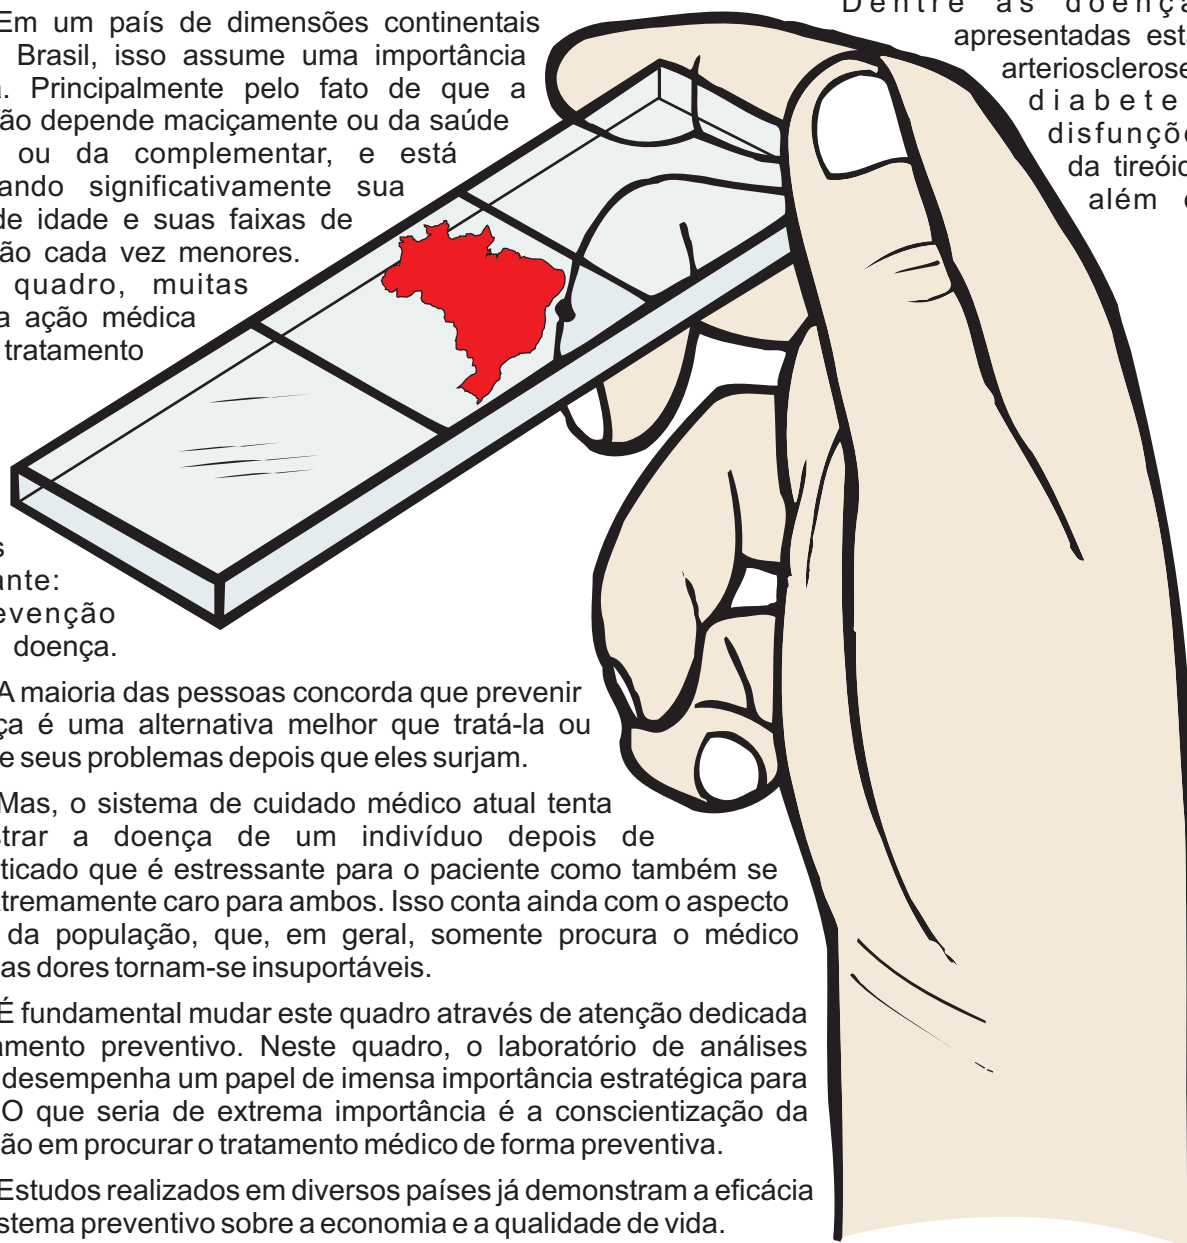 Em um país de dimensões continentais
Brasil, isso assume uma importância
Principalmente pelo fato de que a
ão depende maciçamente ou da saúde
ou da complementar, e está
ando significativamente sua
de idade e suas faixas de
ão cada vez menores.
quadro, muitas
a ação médica
tratamento
s
ante:
evenção
doença.
A maioria das pessoas concorda que prevenir
ça é uma alternativa melhor que tratá-la ou
e seus problemas depois que eles surjam.
Mas, o sistema de cuidado médico atual tenta
strar a doença de um indivíduo depois de
ticado que é estressante para o paciente como também se
xtremamente caro para ambos. Isso conta ainda com o aspecto
da população, que, em geral, somente procura o médico
as dores tornam-se insuportáveis.
É fundamental mudar este quadro através de atenção dedicada
amento preventivo. Neste quadro, o laboratório de análises
desempenha um papel de imensa importância estratégica para
O que seria de extrema importância é a conscientização da
ão em procurar o tratamento médico de forma preventiva.
Estudos realizados em diversos países já demonstram a eficácia
stema preventivo sobre a economia e a qualidade de vida.
Dentre as doença
apresentadas est
arteriosclerose
diabete
disfunçõe
da tireóid
além